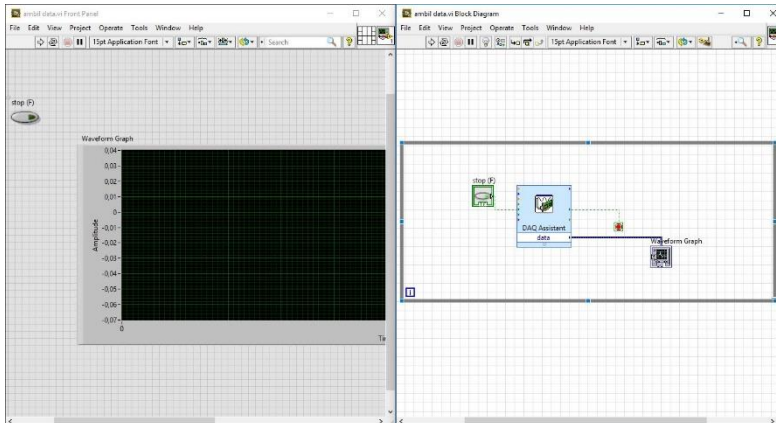 ambil data.vi Front Panel
File Edit View Project Operate Tools Window Help
15pt Application Font
Search
stop (F)
Waveform Graph
Amplitude
0,04
0,03
0,02
0,01
0
-0,01
-0,02
-0,03
-0,04
-0,05
-0,06
-0,07
0
Ti
ambil data.vi Block Diagram
File Edit View Project Operate Tools Window Help
15pt Application Font
stop (F)
DAQ Assistant
data
Waveform Graph
i